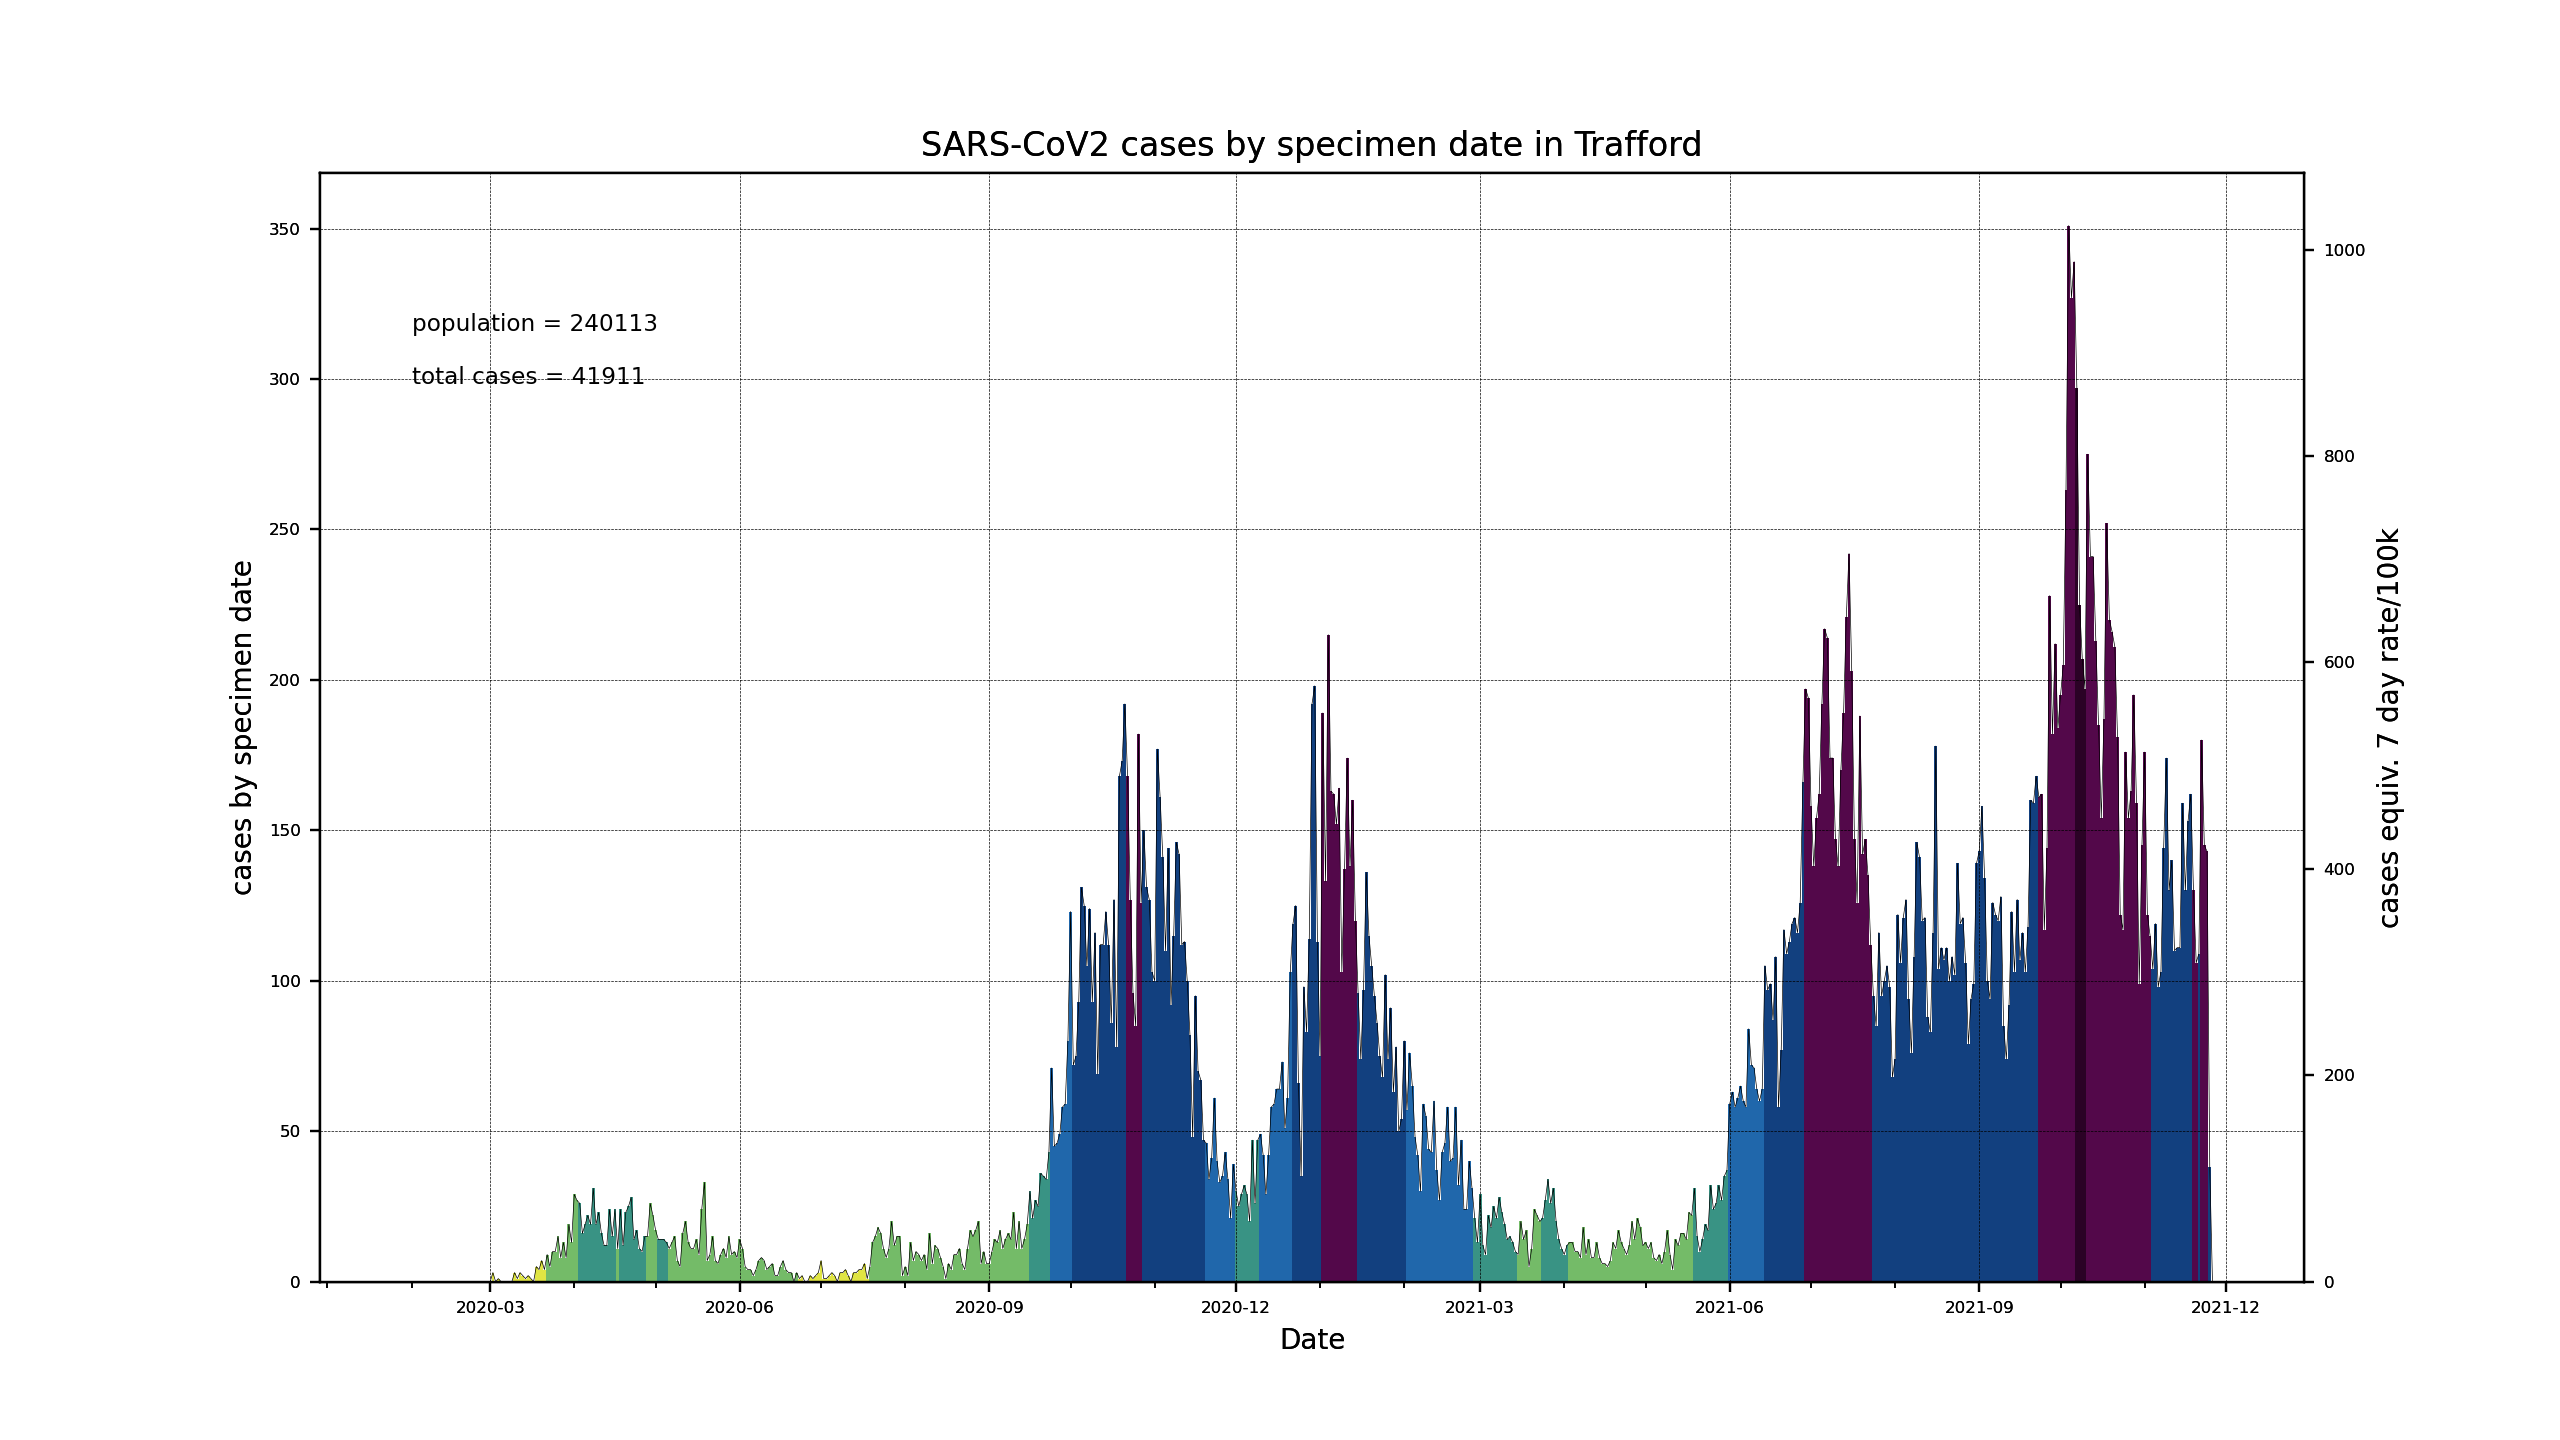 SARS-CoV2 cases by specimen date in Trafford
population = 240113
total cases = 41911
cases by specimen date
350
300
250
200
150
100
50
0
1000
800
600
400
200
0
cases equiv. 7 day rate/100k
2020-03 2020-06 2020-09 2020-12 2021-03 2021-06 2021-09 2021-12
Date